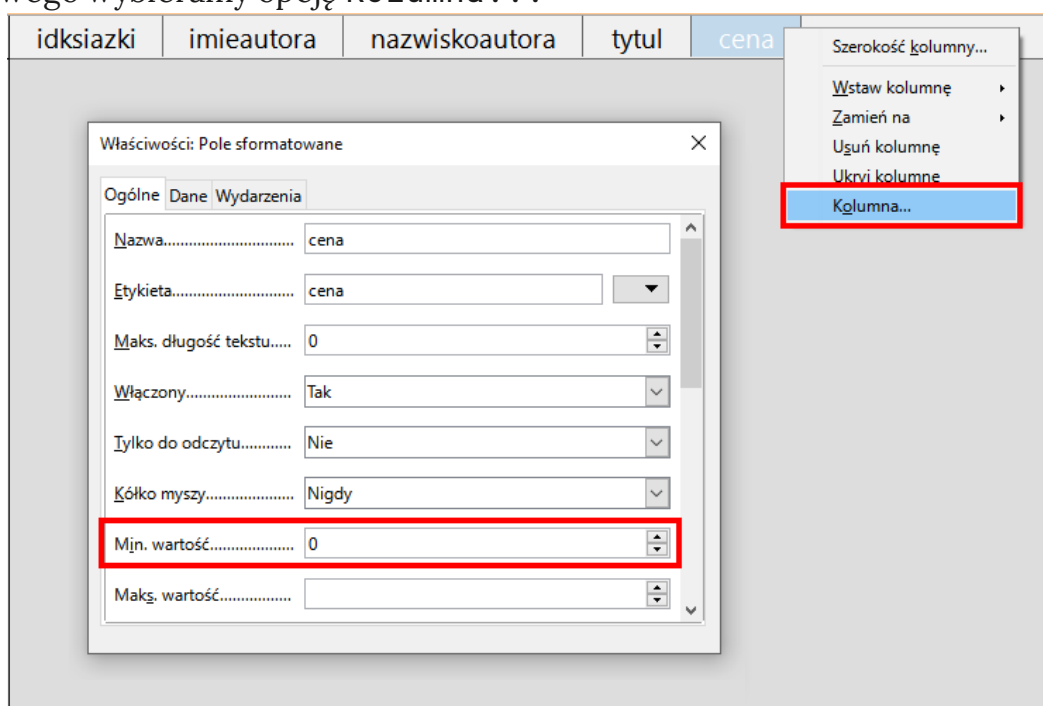 wybieramy opcję
idksiazki imieautora nazwiskoautora tytul cena
Szerokość kolumny...
Wstaw kolumnę
Zamień na
Usuń kolumnę
Ukryj kolumnę
Kolumna...
Właściwości: Pole sformatowane
Ogólne Dane Wydarzenia
Nazwa............................... cena
Etykieta............................. cena
Maks. długość tekstu..... 0
Włączony......................... Tak
Tylko do odczytu............ Nie
Kółko myszy..................... Nigdy
Min. wartość.................... 0
Maks. wartość.................